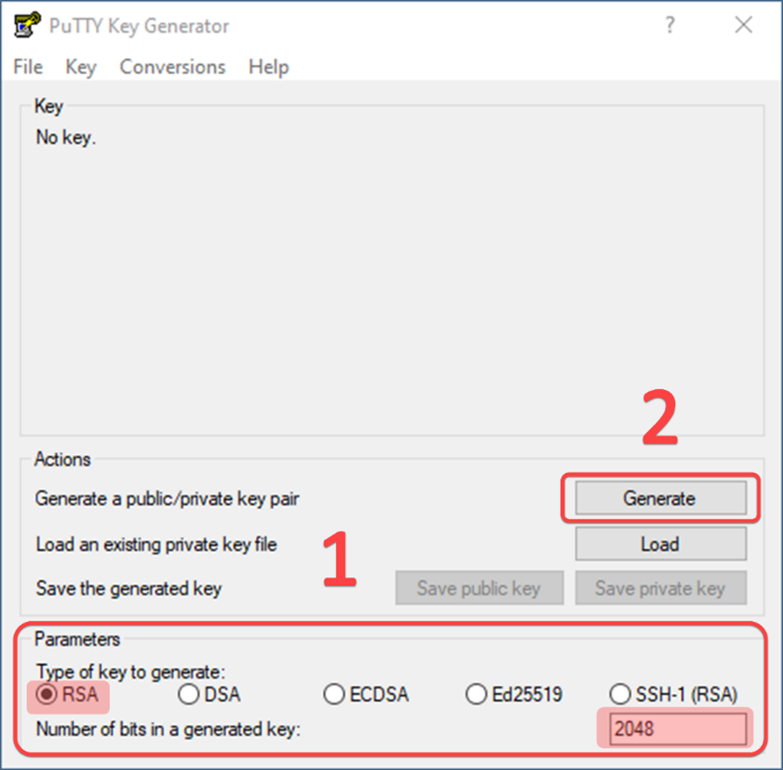 PuTTY Key Generator ? ×
File Key Conversions Help
Key
No key.
2
Actions
Generate a public/private key pair Generate
Load an existing private key file Load
1
Save the generated key Save public key Save private key
Parameters
Type of key to generate:
RSA DSA ECDSA Ed25519 SSH-1 (RSA)
Number of bits in a generated key: 2048